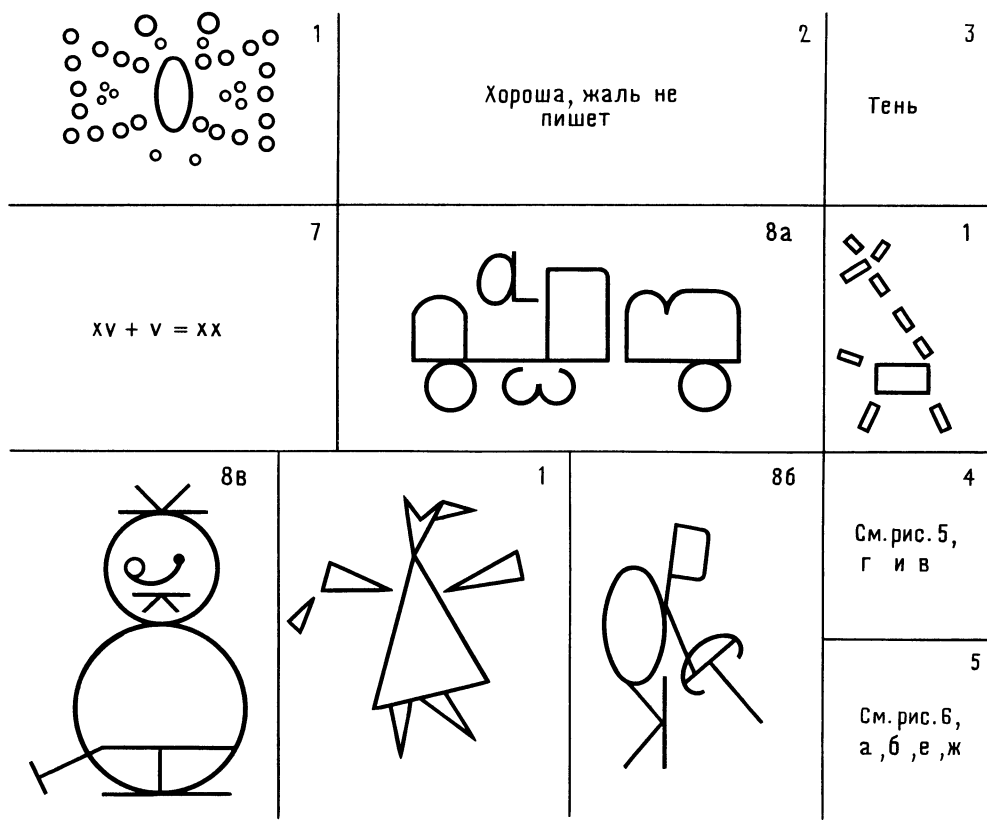 1
2
3
Хороша, жаль не
пишет
Тень
7
8а
1
xv + v = xx
8в
1
8б
4
См.рис.5,
г и в
5
См.рис.6,
а,б,е,ж